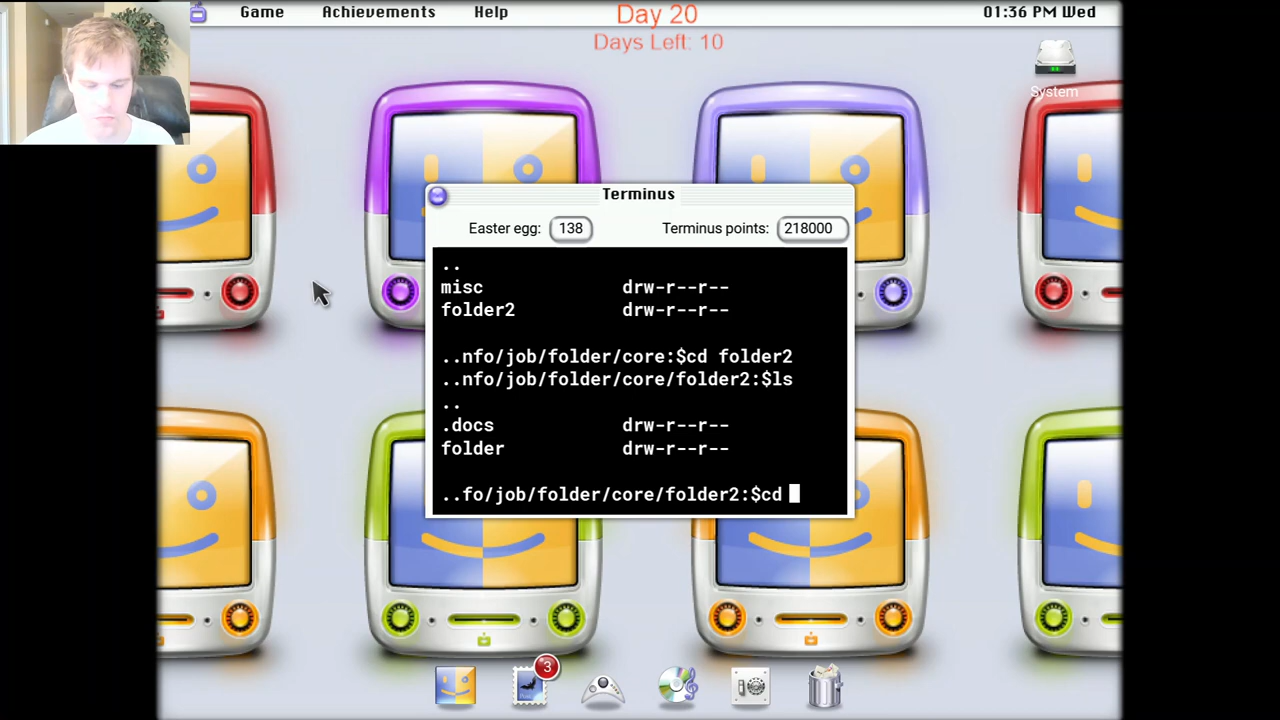 Game Achievements Help Day 20 01:36 PM Wed
Days Left: 10
System
Terminus
Easter egg: 138 Terminus points: 218000
..
misc drw-r--r--
folder2 drw-r--r--
..nfo/job/folder/core:$cd folder2
..nfo/job/folder/core/folder2:$ls
..
.docs drw-r--r--
folder drw-r--r--
..fo/job/folder/core/folder2:$cd
3